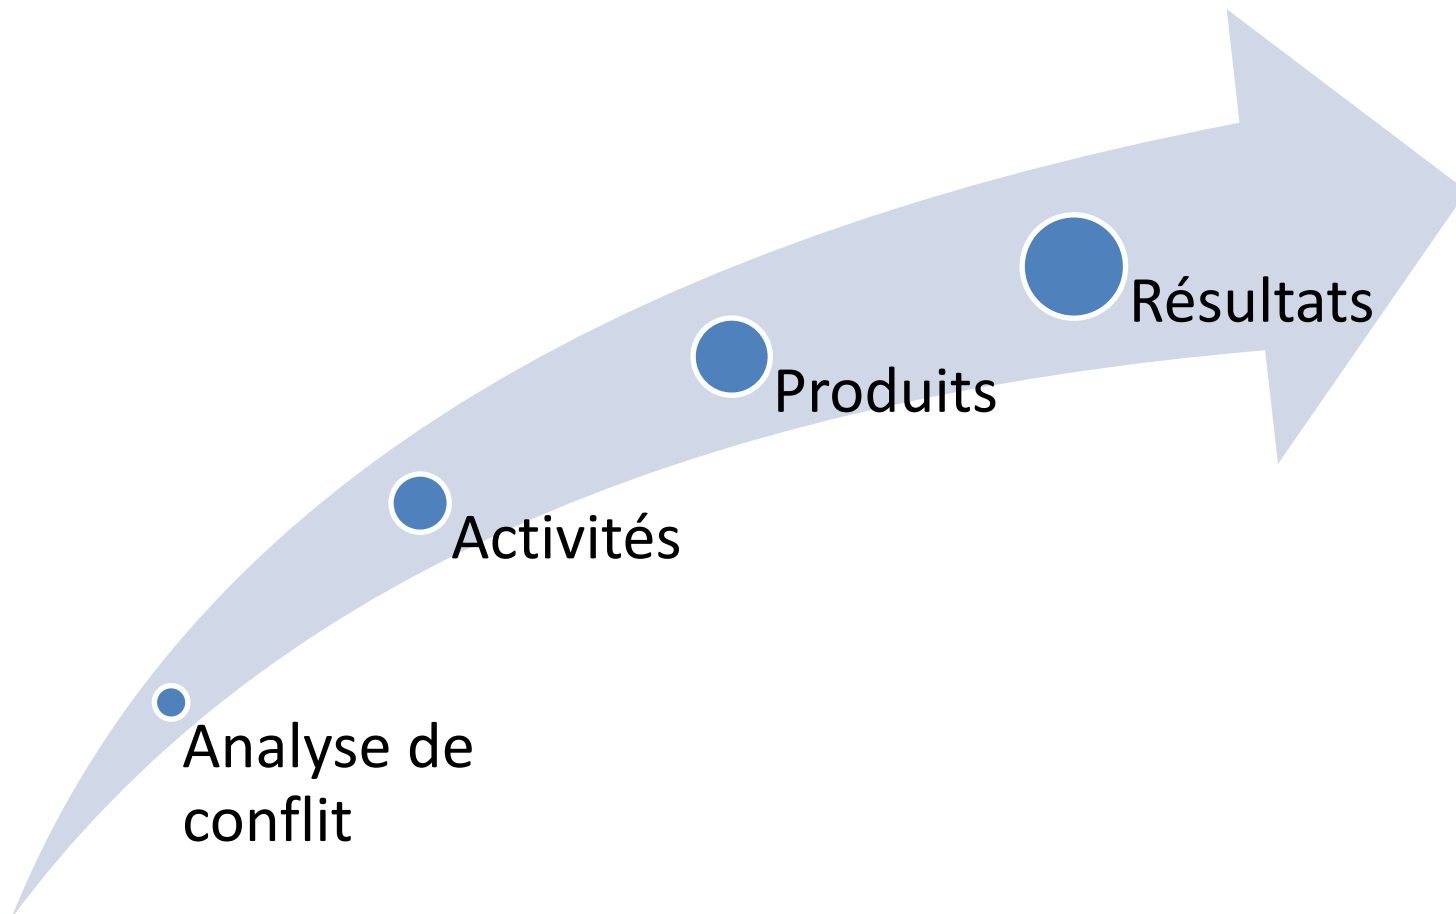 Résultats
Produits
Activités
Analyse de
conflit